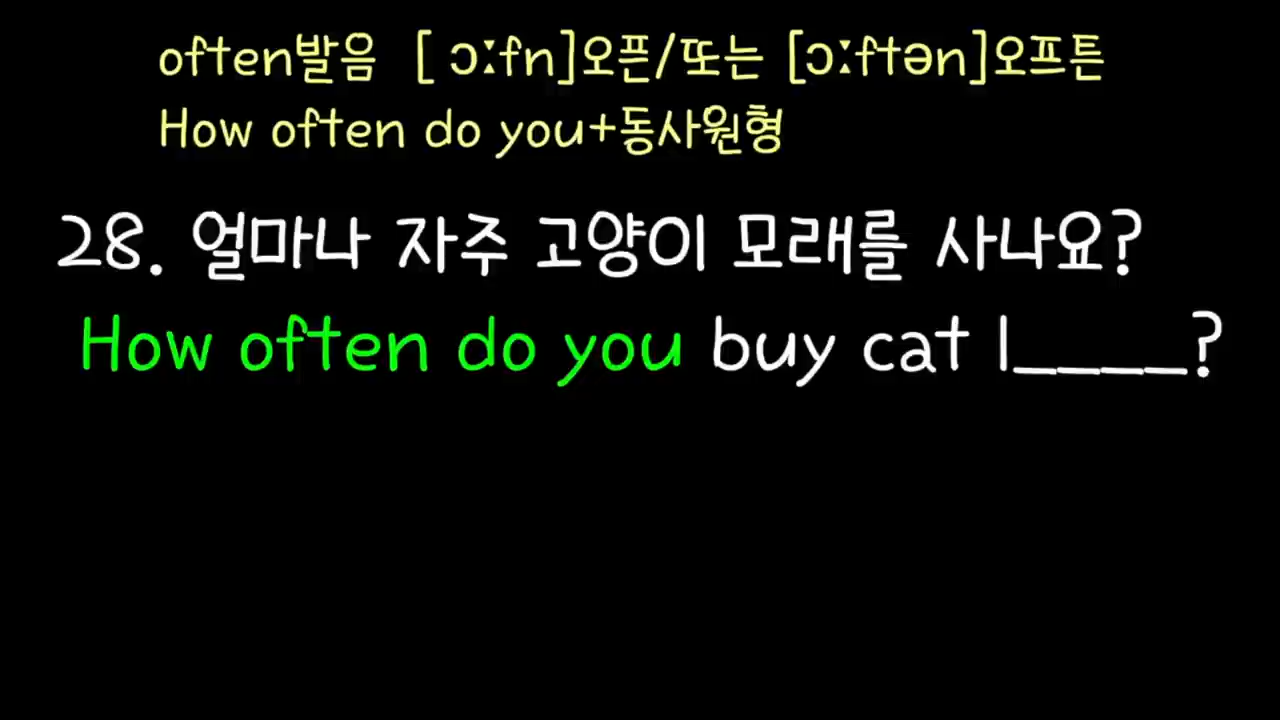 often발음 [ ɔːfn]오픈/또는 [ɔːftən]오프튼
How often do you+동사원형
28. 얼마나 자주 고양이 모래를 사나요?
How often do you buy cat l____?